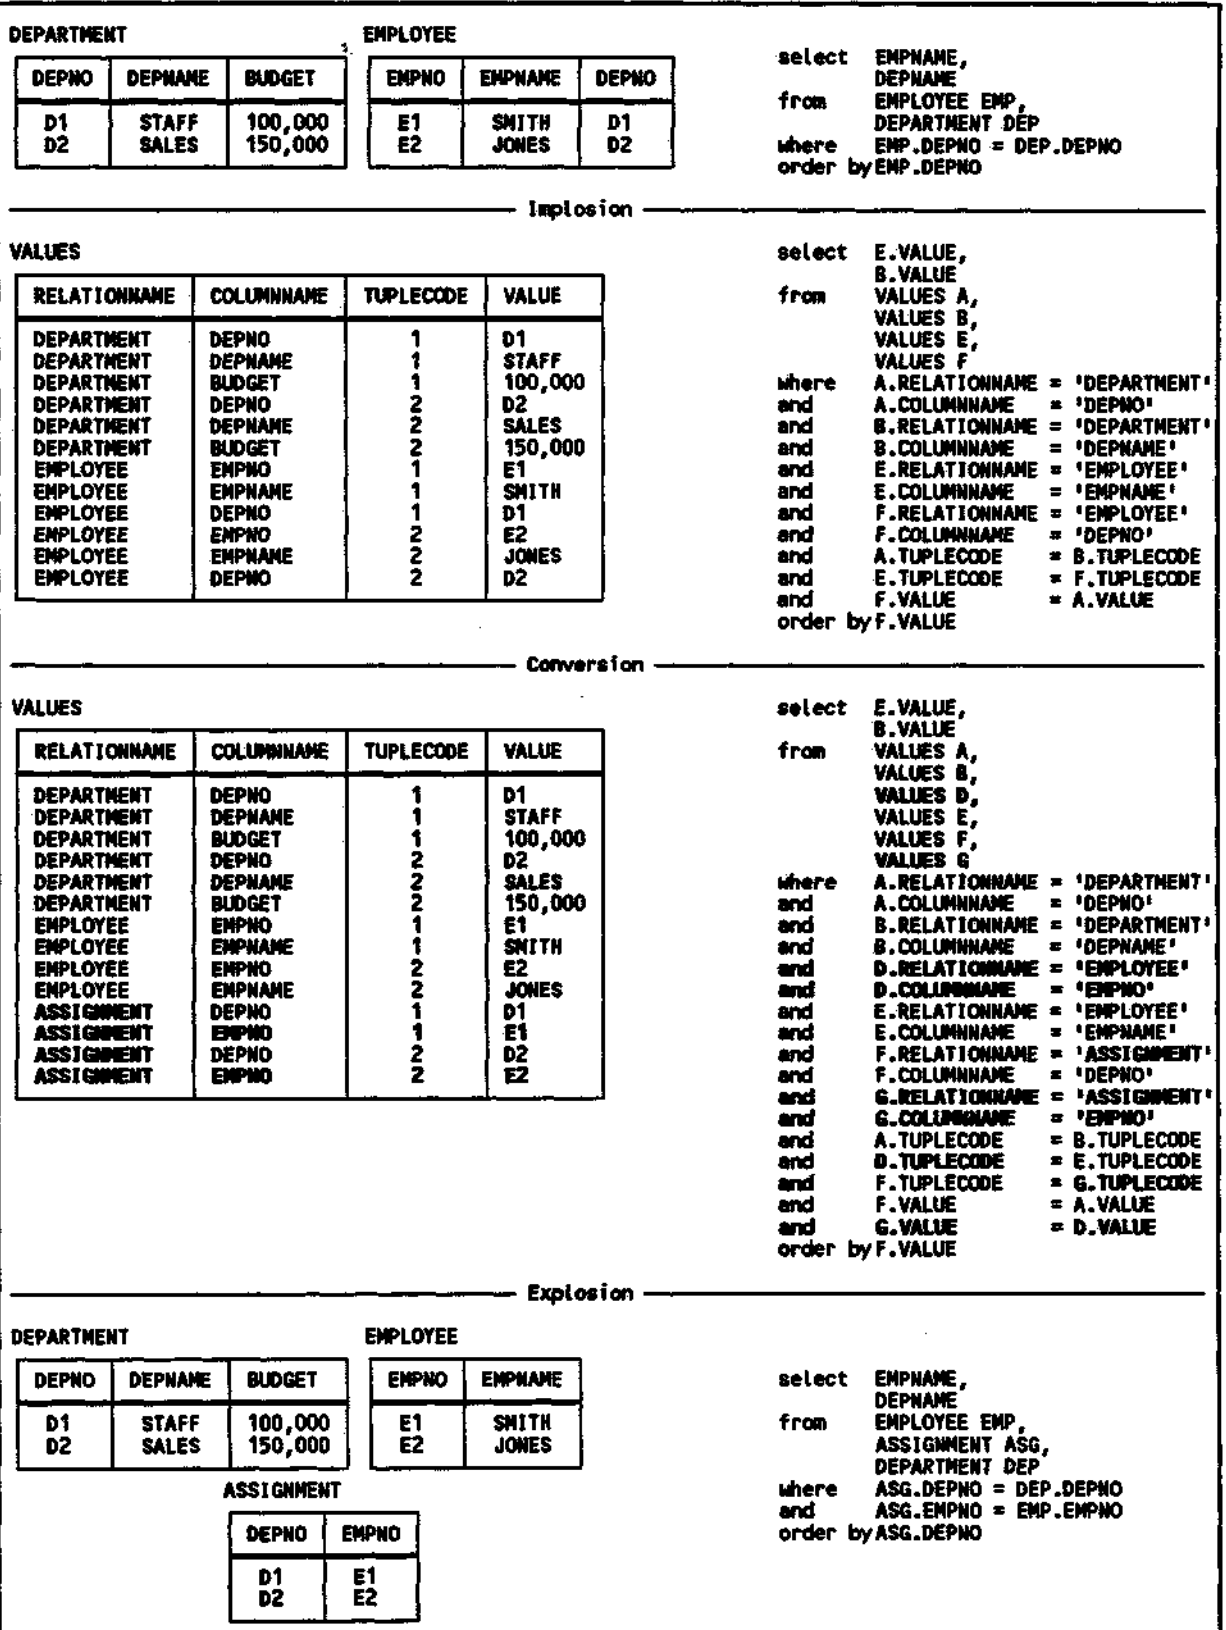 DEPARTMENT EMPLOYEE
DEPNO DEPNAME BUDGET EMPNO EMPNAME DEPNO
D1 STAFF 100,000 E1 SMITH D1
D2 SALES 150,000 E2 JONES D2
select EMPNAME,
DEPNAME
from EMPLOYEE EMP,
DEPARTMENT DEP
where EMP.DEPNO = DEP.DEPNO
order by EMP.DEPNO
Implosion
VALUES
RELATIONNAME COLUMNNAME TUPLECODE VALUE
DEPARTMENT DEPNO 1 D1
DEPARTMENT DEPNAME 1 STAFF
DEPARTMENT BUDGET 1 100,000
DEPARTMENT DEPNO 2 D2
DEPARTMENT DEPNAME 2 SALES
DEPARTMENT BUDGET 2 150,000
EMPLOYEE EMPNO 1 E1
EMPLOYEE EMPNAME 1 SMITH
EMPLOYEE DEPNO 1 D1
EMPLOYEE EMPNO 2 E2
EMPLOYEE EMPNAME 2 JONES
EMPLOYEE DEPNO 2 D2
select E.VALUE,
B.VALUE
from VALUES A,
VALUES B,
VALUES E,
VALUES F
where A.RELATIONNAME = 'DEPARTMENT'
and A.COLUMNNAME = 'DEPNO'
and B.RELATIONNAME = 'DEPARTMENT'
and B.COLUMNNAME = 'DEPNAME'
and E.RELATIONNAME = 'EMPLOYEE'
and E.COLUMNNAME = 'EMPNAME'
and F.RELATIONNAME = 'EMPLOYEE'
and F.COLUMNNAME = 'DEPNO'
and A.TUPLECODE = B.TUPLECODE
and E.TUPLECODE = F.TUPLECODE
and F.VALUE = A.VALUE
order by F.VALUE
Conversion
VALUES
RELATIONNAME COLUMNNAME TUPLECODE VALUE
DEPARTMENT DEPNO 1 D1
DEPARTMENT DEPNAME 1 STAFF
DEPARTMENT BUDGET 1 100,000
DEPARTMENT DEPNO 2 D2
DEPARTMENT DEPNAME 2 SALES
DEPARTMENT BUDGET 2 150,000
EMPLOYEE EMPNO 1 E1
EMPLOYEE EMPNAME 1 SMITH
EMPLOYEE EMPNO 2 E2
EMPLOYEE EMPNAME 2 JONES
ASSIGNMENT DEPNO 1 D1
ASSIGNMENT EMPNO 1 E1
ASSIGNMENT DEPNO 2 D2
ASSIGNMENT EMPNO 2 E2
select E.VALUE,
B.VALUE
from VALUES A,
VALUES B,
VALUES D,
VALUES E,
VALUES F,
VALUES G
where A.RELATIONNAME = 'DEPARTMENT'
and A.COLUMNNAME = 'DEPNO'
and B.RELATIONNAME = 'DEPARTMENT'
and B.COLUMNNAME = 'DEPNAME'
and D.RELATIONNAME = 'EMPLOYEE'
and D.COLUMNNAME = 'EMPNO'
and E.RELATIONNAME = 'EMPLOYEE'
and E.COLUMNNAME = 'EMPNAME'
and F.RELATIONNAME = 'ASSIGNMENT'
and F.COLUMNNAME = 'DEPNO'
and G.RELATIONNAME = 'ASSIGNMENT'
and G.COLUMNNAME = 'EMPNO'
and A.TUPLECODE = B.TUPLECODE
and D.TUPLECODE = E.TUPLECODE
and F.TUPLECODE = G.TUPLECODE
and F.VALUE = A.VALUE
and G.VALUE = D.VALUE
order by F.VALUE
Explosion
DEPARTMENT EMPLOYEE
DEPNO DEPNAME BUDGET EMPNO EMPNAME
D1 STAFF 100,000 E1 SMITH
D2 SALES 150,000 E2 JONES
ASSIGNMENT
DEPNO EMPNO
D1 E1
D2 E2
select EMPNAME,
DEPNAME
from EMPLOYEE EMP,
ASSIGNMENT ASG,
DEPARTMENT DEP
where ASG.DEPNO = DEP.DEPNO
and ASG.EMPNO = EMP.EMPNO
order by ASG.DEPNO